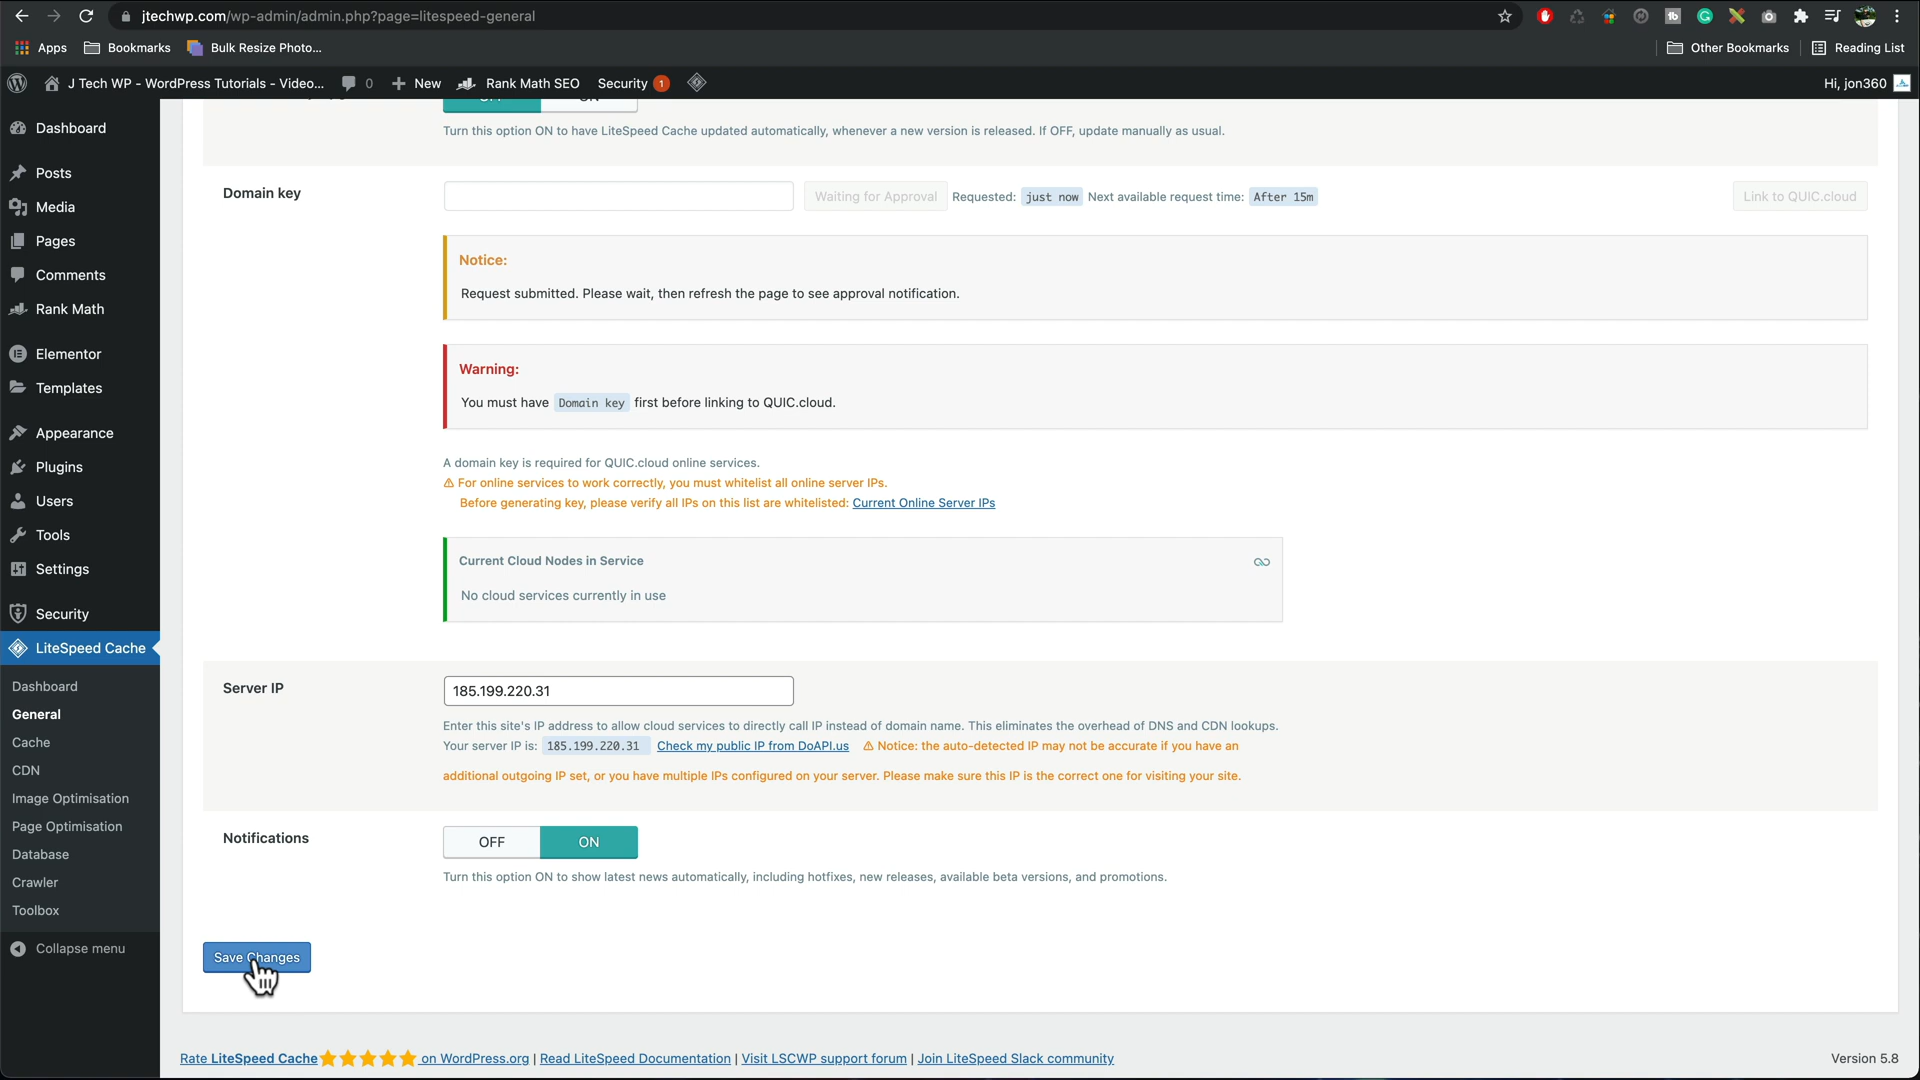 jtechwp.com/wp-admin/admin.php?page=litespeed-general
Apps Bookmarks Bulk Resize Photo... Other Bookmarks Reading List
J Tech WP - WordPress Tutorials - Video... 0 New Rank Math SEO Security 1 Hi, jon360
Dashboard
Posts
Media
Pages
Comments
Rank Math
Elementor
Templates
Appearance
Plugins
Users
Tools
Settings
Security
LiteSpeed Cache
Dashboard
General
Cache
CDN
Image Optimisation
Page Optimisation
Database
Crawler
Toolbox
Collapse menu
OFF ON
Turn this option ON to have LiteSpeed Cache updated automatically, whenever a new version is released. If OFF, update manually as usual.
Domain key
Waiting for Approval Requested: just now Next available request time: After 15m Link to QUIC.cloud
Notice:
Request submitted. Please wait, then refresh the page to see approval notification.
Warning:
You must have Domain key first before linking to QUIC.cloud.
A domain key is required for QUIC.cloud online services.
⚠ For online services to work correctly, you must whitelist all online server IPs.
Before generating key, please verify all IPs on this list are whitelisted: Current Online Server IPs
Current Cloud Nodes in Service
No cloud services currently in use
Server IP
185.199.220.31
Enter this site's IP address to allow cloud services to directly call IP instead of domain name. This eliminates the overhead of DNS and CDN lookups.
Your server IP is: 185.199.220.31 Check my public IP from DoAPI.us ⚠ Notice: the auto-detected IP may not be accurate if you have an
additional outgoing IP set, or you have multiple IPs configured on your server. Please make sure this IP is the correct one for visiting your site.
Notifications
OFF ON
Turn this option ON to show latest news automatically, including hotfixes, new releases, available beta versions, and promotions.
Save Changes
Rate LiteSpeed Cache ★★★★★ on WordPress.org | Read LiteSpeed Documentation | Visit LSCWP support forum | Join LiteSpeed Slack community
Version 5.8